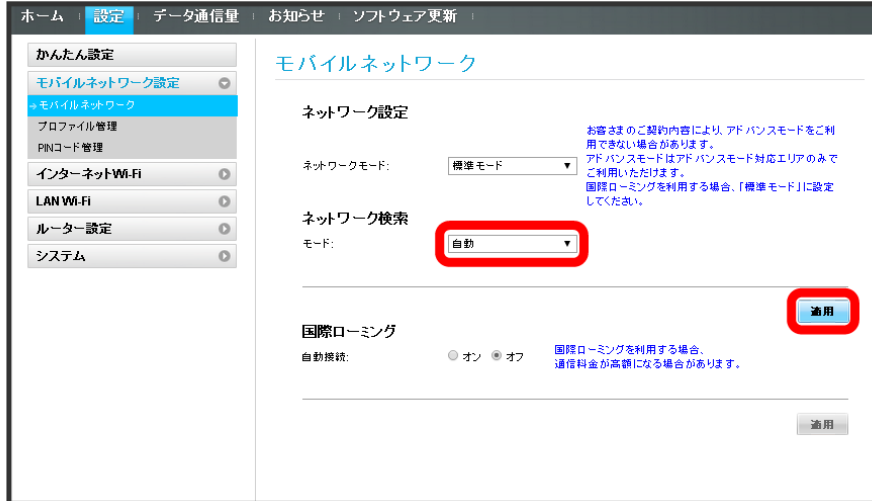 ホーム 設定 データ通信量 お知らせ ソフトウェア更新
かんたん設定
モバイルネットワーク設定
モバイルネットワーク
プロファイル管理
PINコード管理
インターネットWi-Fi
LAN Wi-Fi
ルーター設定
システム
モバイルネットワーク
ネットワーク設定
お客さまのご契約内容により、アドバンスモードをご利
用できない場合があります。
アドバンスモードはアドバンスモード対応エリアのみで
ご利用いただけます。
国際ローミングを利用する場合、「標準モード」に設定
してください。
ネットワークモード: 標準モード
ネットワーク検索
モード: 自動
適用
国際ローミング
自動接続: オン オフ
国際ローミングを利用する場合、
通信料金が高額になる場合があります。
適用